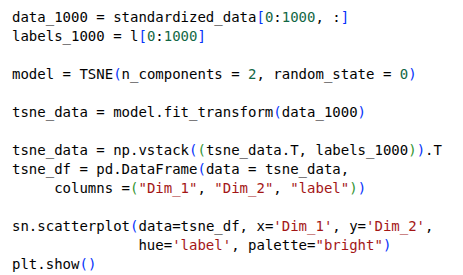 data_1000 = standardized_data[0:1000, :]
labels_1000 = l[0:1000]
model = TSNE(n_components = 2, random_state = 0)
tsne_data = model.fit_transform(data_1000)
tsne_data = np.vstack((tsne_data.T, labels_1000)).T
tsne_df = pd.DataFrame(data = tsne_data,
     columns =("Dim_1", "Dim_2", "label"))
sn.scatterplot(data=tsne_df, x='Dim_1', y='Dim_2',
               hue='label', palette="bright")
plt.show()